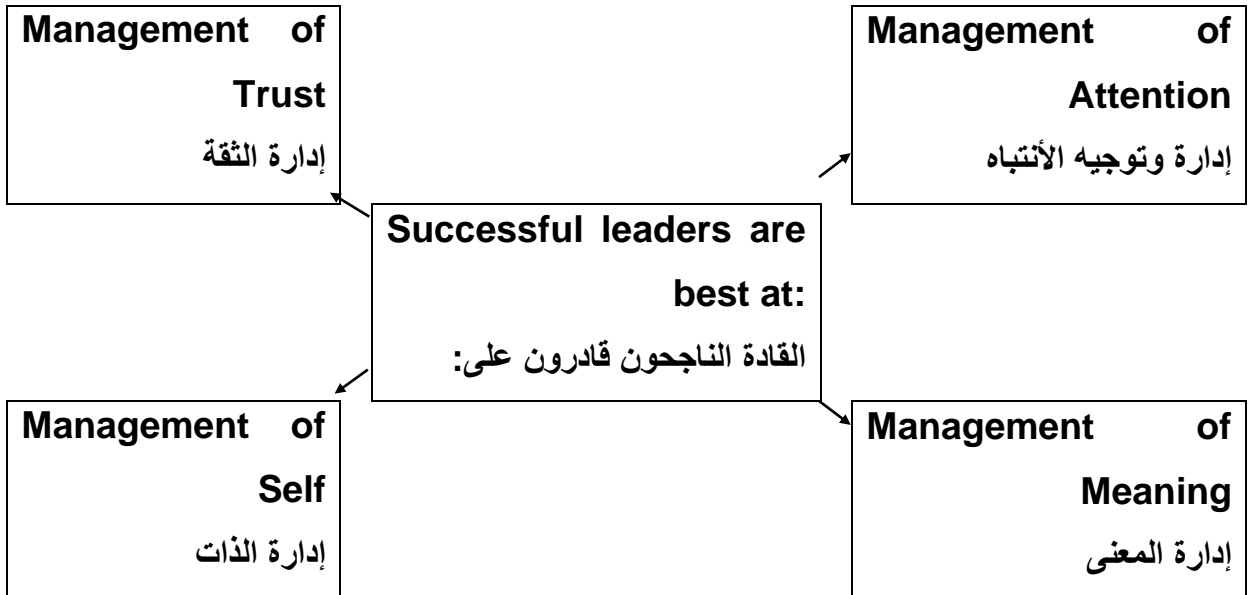 Management of
Trust
إدارة الثقة
Management of
Attention
إدارة وتوجيه الأنتباه
Successful leaders are
best at:
القادة الناجحون قادرون على:
Management of
Self
إدارة الذات
Management of
Meaning
إدارة المعنى